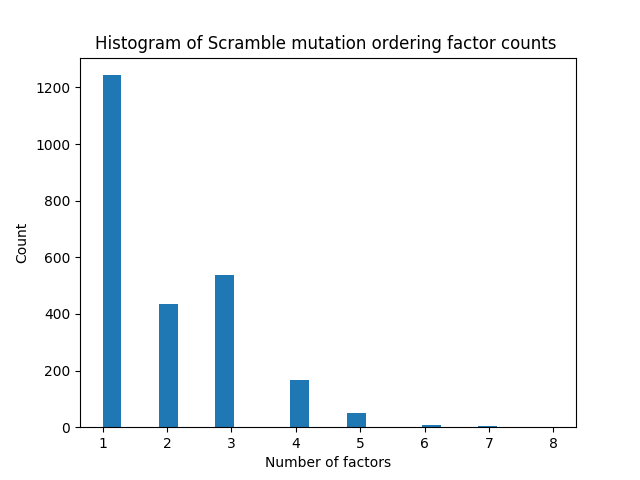 Histogram of Scramble mutation ordering factor counts
1200
1000
800
600
400
200
0
Count
1 2 3 4 5 6 7 8
Number of factors